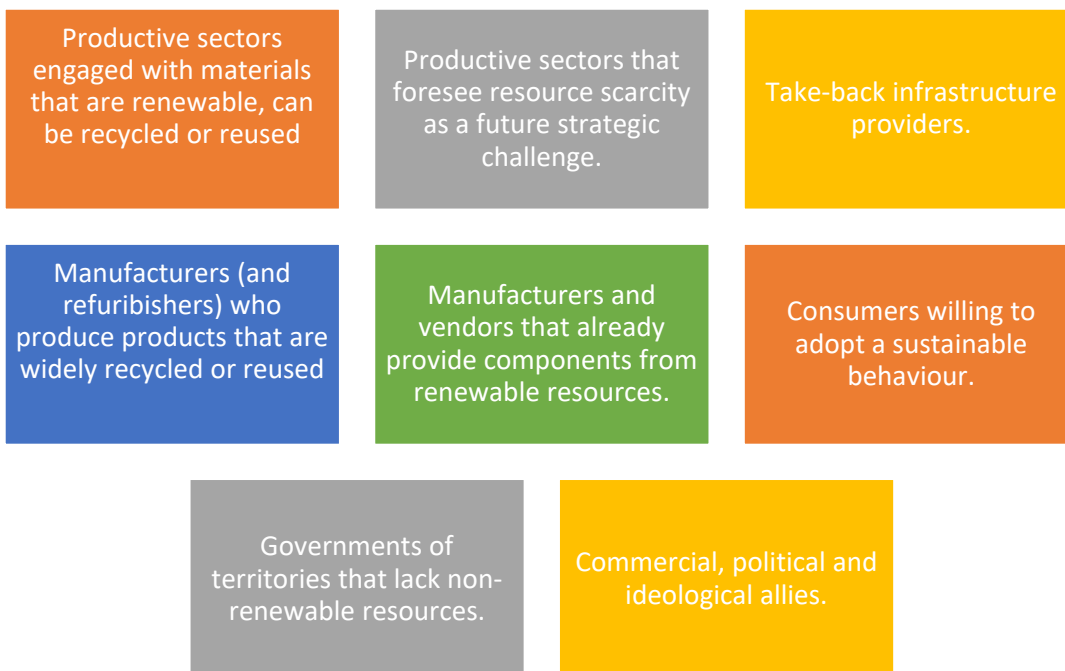 Productive sectors
engaged with materials
that are renewable, can
be recycled or reused
Productive sectors that
foresee resource scarcity
as a future strategic
challenge.
Take-back infrastructure
providers.
Manufacturers (and
refuribishers) who
produce products that are
widely recycled or reused
Manufacturers and
vendors that already
provide components from
renewable resources.
Consumers willing to
adopt a sustainable
behaviour.
Governments of
territories that lack non-
renewable resources.
Commercial, political and
ideological allies.